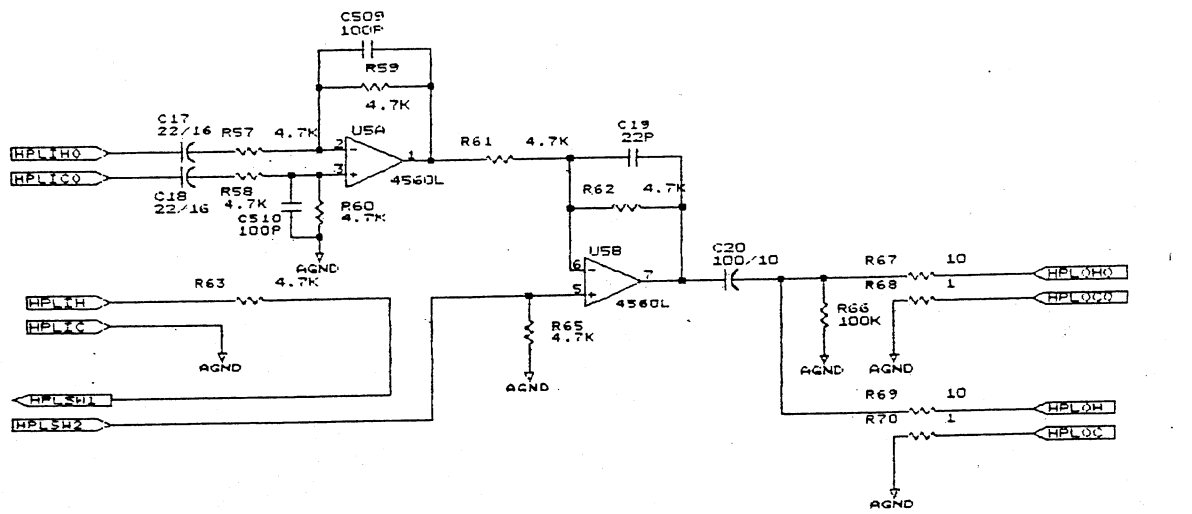 C509
100P
R59
4.7K
C17
22/16
R57
4.7K
U5A
2
3
1
4560L
HPLIHO
HPLICO
C18
22/16
R58
4.7K
C510
100P
R60
4.7K
AGND
R61
4.7K
C19
22P
R62
4.7K
U5B
6
5
7
4560L
C20
100/10
R63
4.7K
HPLIH
HPLIC
AGND
R65
4.7K
AGND
R67
10
HPLOHO
R68
1
HPLOCO
R66
100K
AGND
AGND
HPLSW1
HPLSW2
R69
10
HPLOH
R70
1
HPLOC
AGND